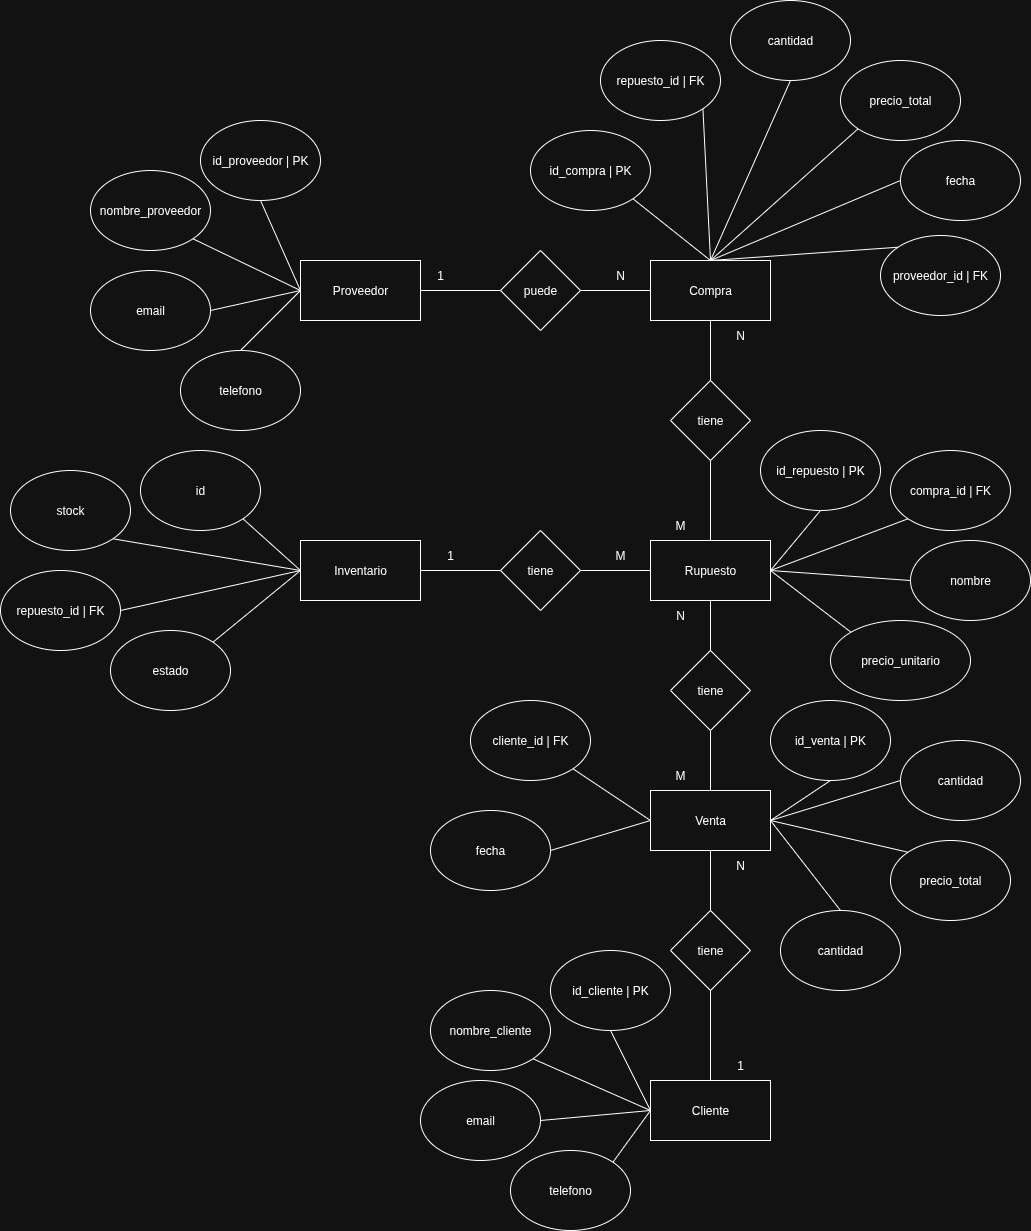 cantidad
repuesto_id | FK
precio_total
id_compra | PK
fecha
id_proveedor | PK
nombre_proveedor
proveedor_id | FK
Proveedor
1
puede
N
Compra
email
N
telefono
tiene
id_repuesto | PK
id
compra_id | FK
stock
M
Inventario
1
tiene
M
Rupuesto
nombre
repuesto_id | FK
N
estado
precio_unitario
tiene
cliente_id | FK
id_venta | PK
M
cantidad
Venta
fecha
N
precio_total
tiene
cantidad
id_cliente | PK
nombre_cliente
1
Cliente
email
telefono